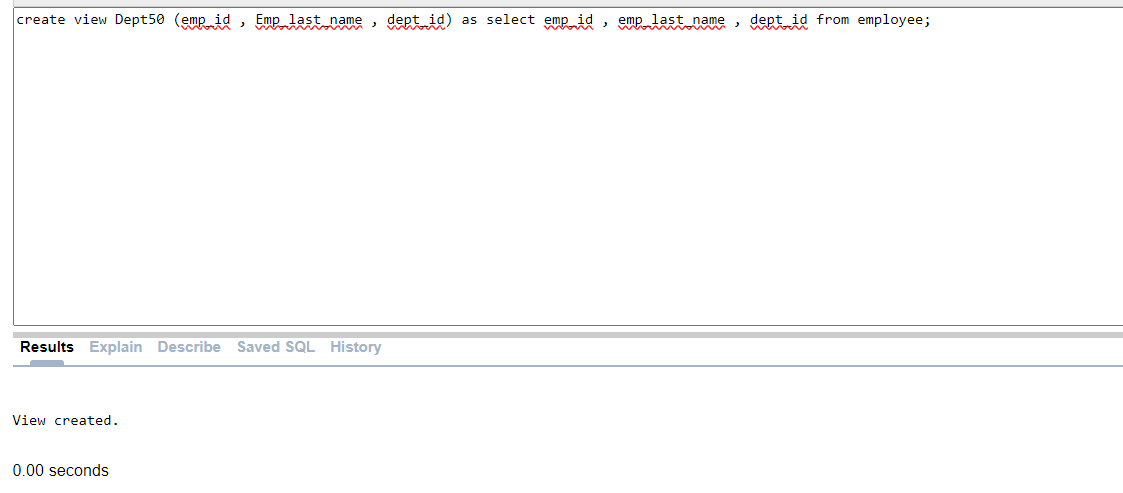 create view Dept50 (emp_id , Emp_last_name , dept_id) as select emp_id , emp_last_name , dept_id from employee;
Results Explain Describe Saved SQL History
View created.
0.00 seconds